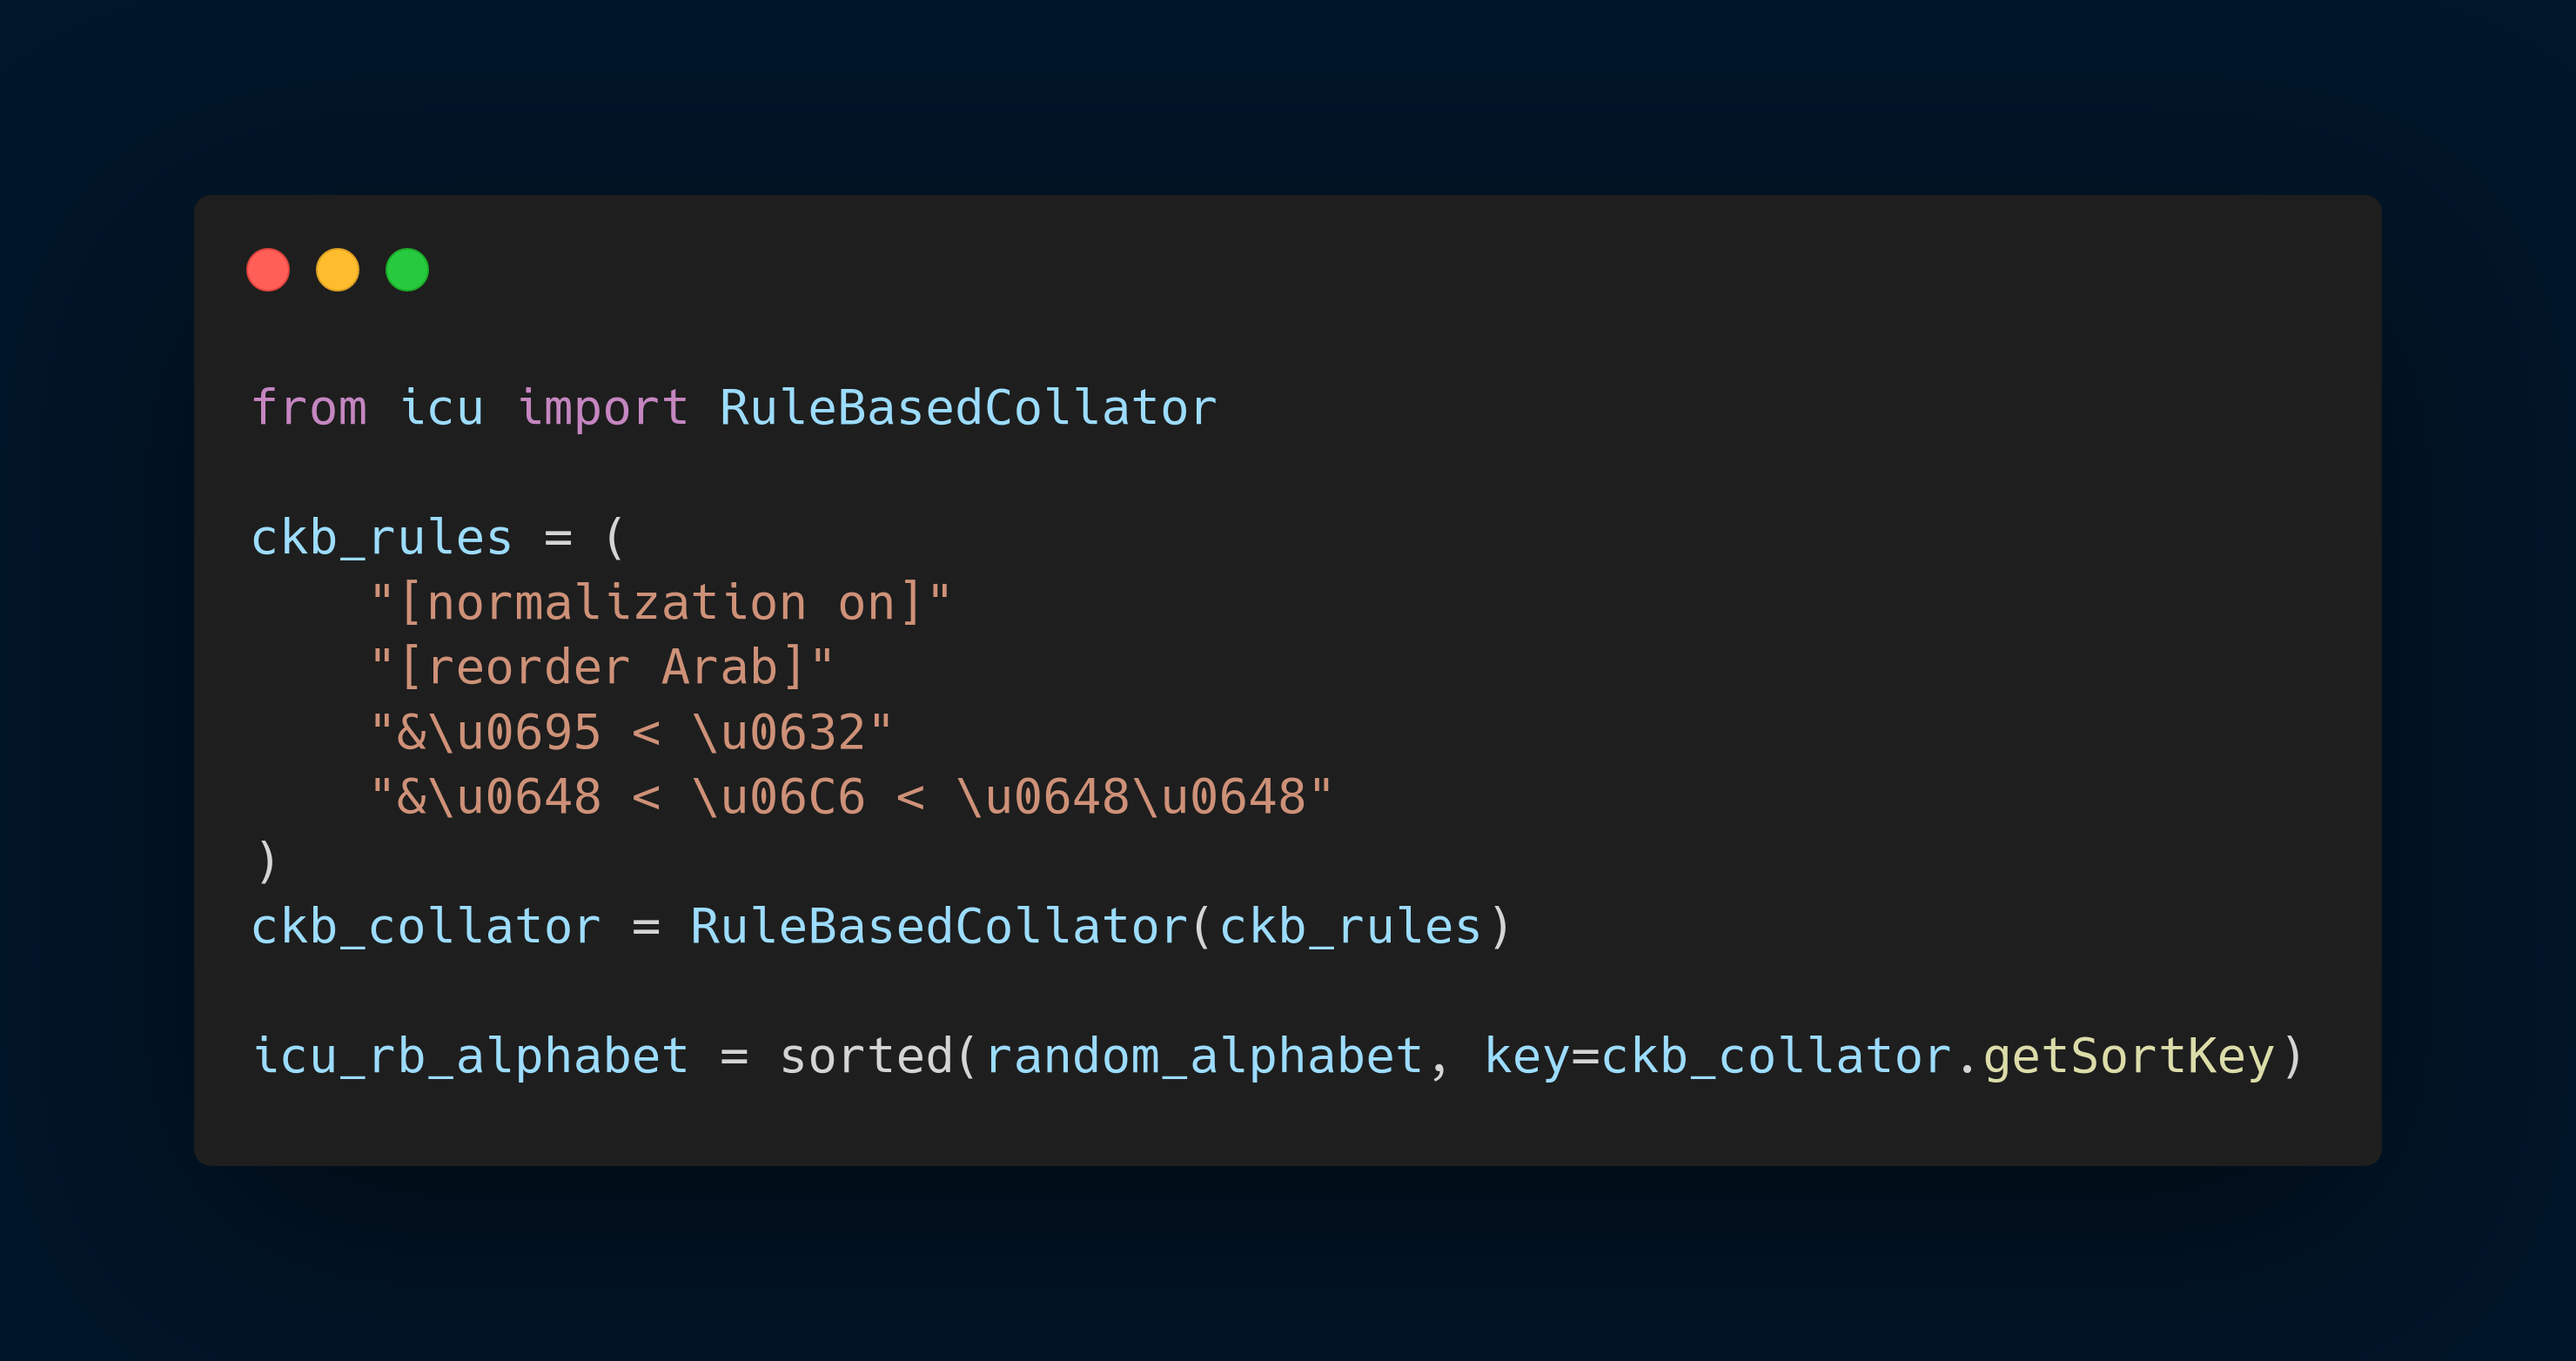 from icu import RuleBasedCollator

ckb_rules = (
    "[normalization on]"
    "[reorder Arab]"
    "&\u0695 < \u0632"
    "&\u0648 < \u06C6 < \u0648\u0648"
)
ckb_collator = RuleBasedCollator(ckb_rules)

icu_rb_alphabet = sorted(random_alphabet, key=ckb_collator.getSortKey)